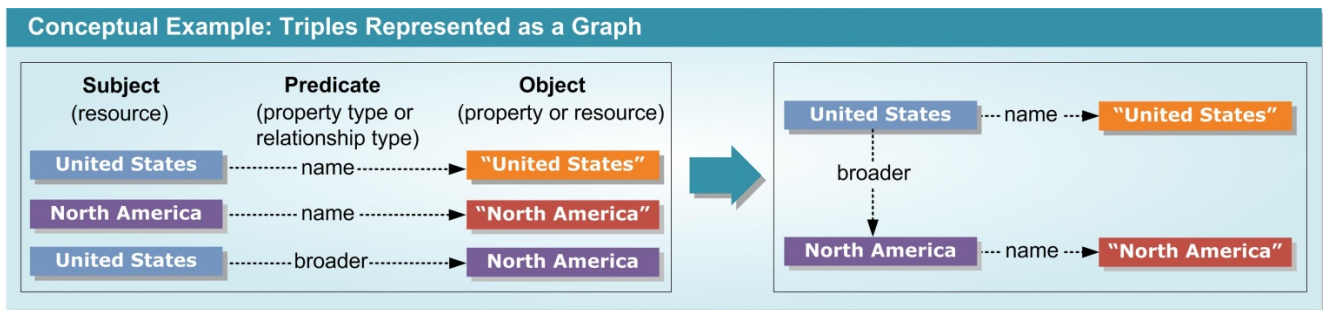 Conceptual Example: Triples Represented as a Graph
Subject
(resource)
Predicate
(property type or
relationship type)
Object
(property or resource)
United States
name
“United States”
North America
name
“North America”
United States
broader
North America
United States
name
“United States”
broader
North America
name
“North America”